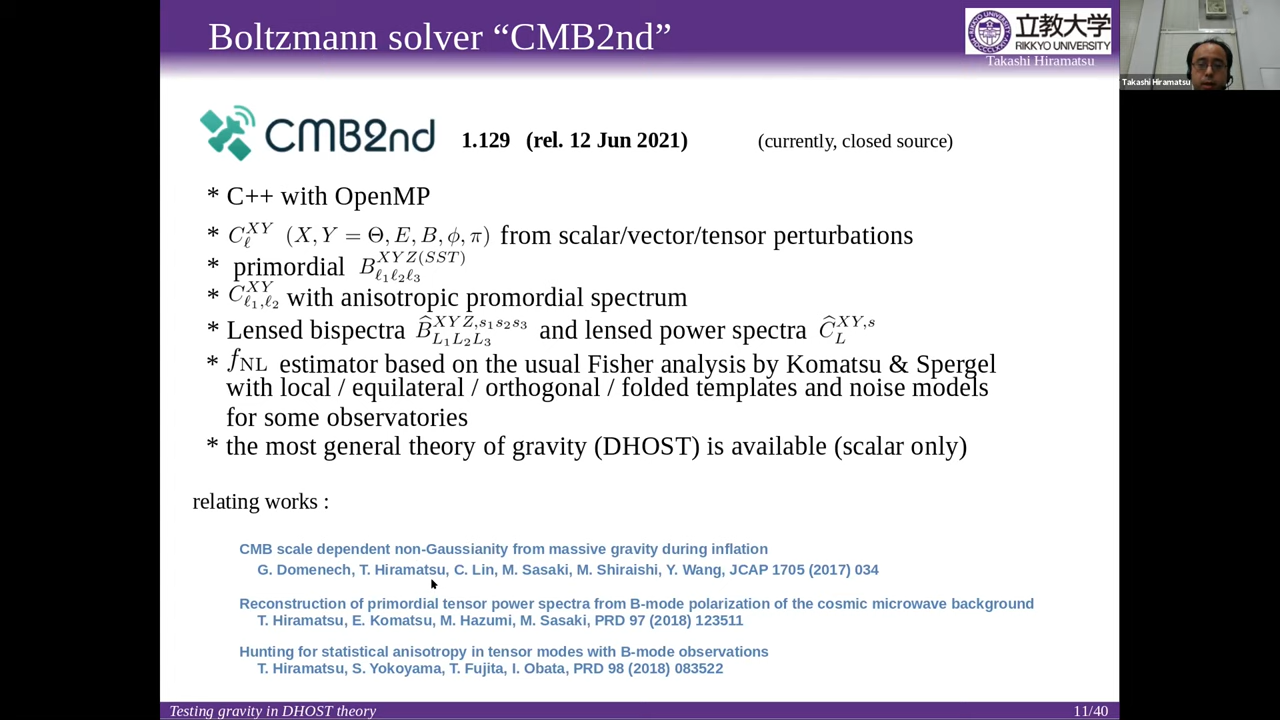 Boltzmann solver “CMB2nd”
立教大学
RIKKYO UNIVERSITY
Takashi Hiramatsu
Takashi Hiramatsu
CMB2nd 1.129 (rel. 12 Jun 2021) (currently, closed source)
* C++ with OpenMP
* C_ℓ^{XY} (X, Y = Θ, E, B, ϕ, π) from scalar/vector/tensor perturbations
* primordial B_{ℓ1ℓ2ℓ3}^{XYZ(SST)}
* C_{ℓ1,ℓ2}^{XY} with anisotropic promordial spectrum
* Lensed bispectra B̂_{L1L2L3}^{XYZ,s1s2s3} and lensed power spectra Ĉ_L^{XY,s}
* f_NL estimator based on the usual Fisher analysis by Komatsu & Spergel
with local / equilateral / orthogonal / folded templates and noise models
for some observatories
* the most general theory of gravity (DHOST) is available (scalar only)
relating works :
CMB scale dependent non-Gaussianity from massive gravity during inflation
G. Domenech, T. Hiramatsu, C. Lin, M. Sasaki, M. Shiraishi, Y. Wang, JCAP 1705 (2017) 034
Reconstruction of primordial tensor power spectra from B-mode polarization of the cosmic microwave background
T. Hiramatsu, E. Komatsu, M. Hazumi, M. Sasaki, PRD 97 (2018) 123511
Hunting for statistical anisotropy in tensor modes with B-mode observations
T. Hiramatsu, S. Yokoyama, T. Fujita, I. Obata, PRD 98 (2018) 083522
Testing gravity in DHOST theory
11/40